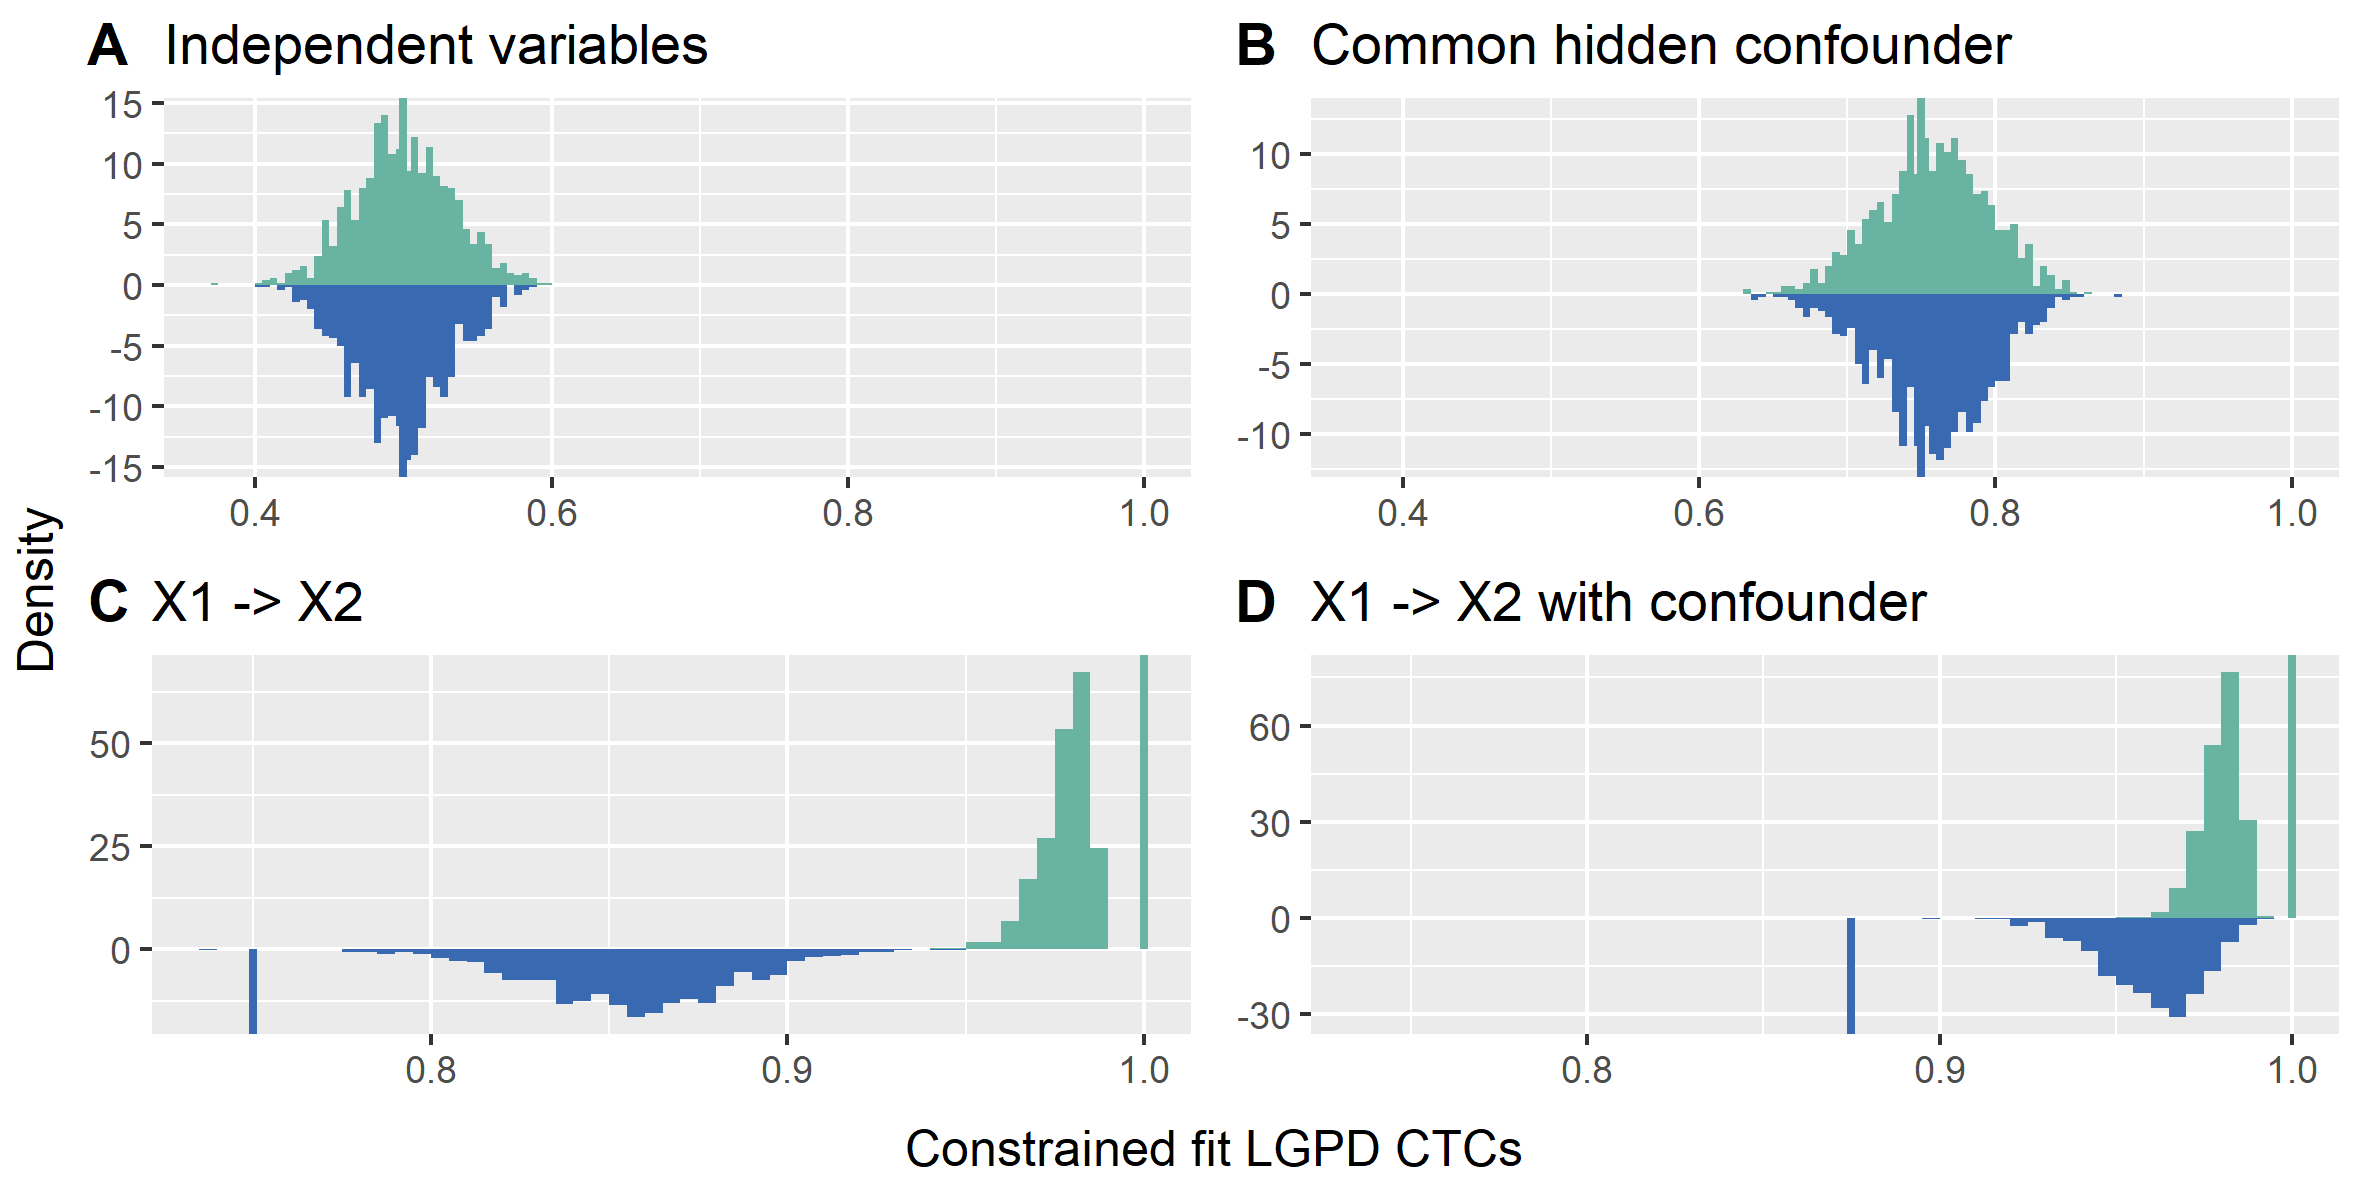 A Independent variables
15
10
5
0
-5
-10
-15
0.4 0.6 0.8 1.0
B Common hidden confounder
10
5
0
-5
-10
0.4 0.6 0.8 1.0
Density
C X1 -> X2
50
25
0
0.8 0.9 1.0
D X1 -> X2 with confounder
60
30
0
-30
0.8 0.9 1.0
Constrained fit LGPD CTCs